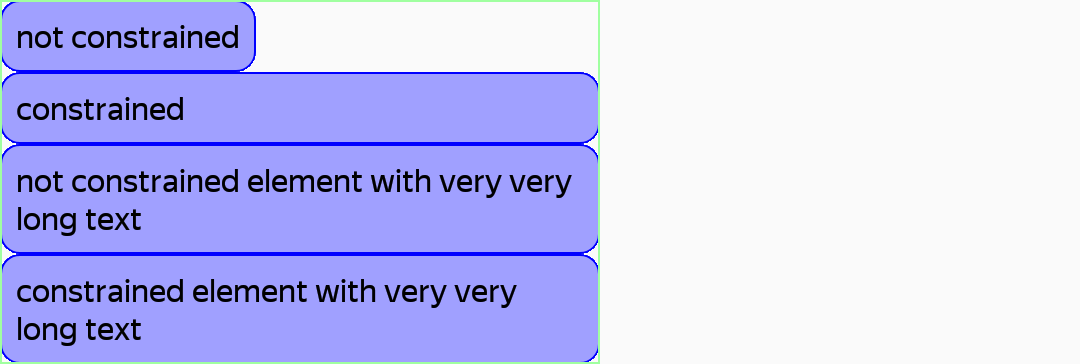 not constrained
constrained
not constrained element with very very
long text
constrained element with very very
long text